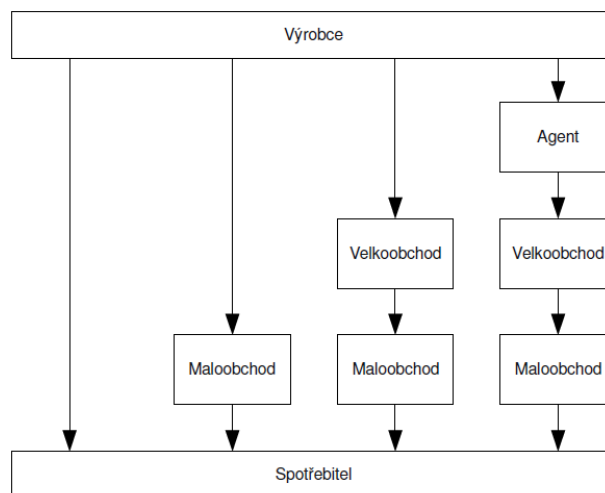 Výrobce
Agent
Velkoobchod
Velkoobchod
Maloobchod
Maloobchod
Maloobchod
Spotřebitel